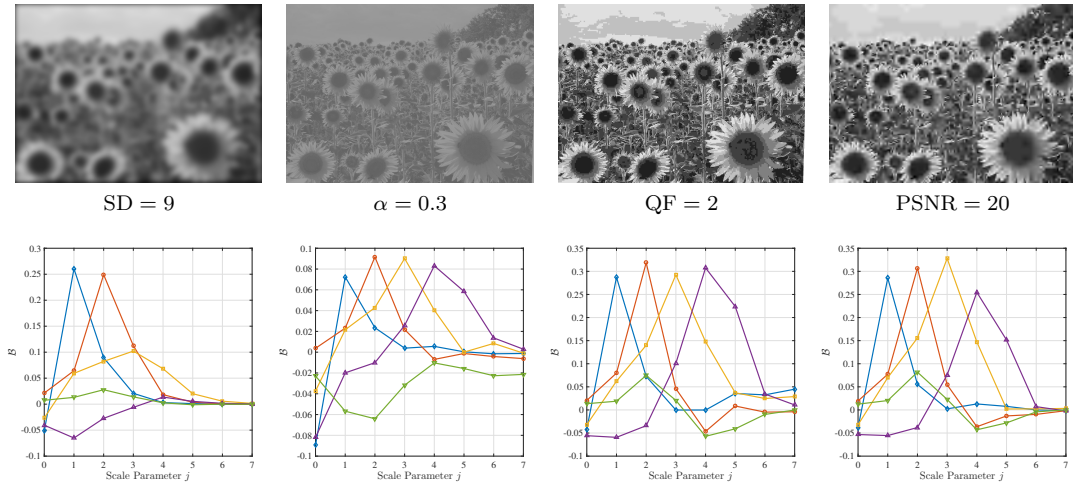 SD = 9
α = 0.3
QF = 2
PSNR = 20
0.3
0.25
0.2
0.15
0.1
0.05
0
-0.05
-0.1
ℬ
0 1 2 3 4 5 6 7
Scale Parameter j
0.1
0.08
0.06
0.04
0.02
0
-0.02
-0.04
-0.06
-0.08
-0.1
ℬ
0 1 2 3 4 5 6 7
Scale Parameter j
0.35
0.3
0.25
0.2
0.15
0.1
0.05
0
-0.05
-0.1
ℬ
0 1 2 3 4 5 6 7
Scale Parameter j
0.35
0.3
0.25
0.2
0.15
0.1
0.05
0
-0.05
-0.1
ℬ
0 1 2 3 4 5 6 7
Scale Parameter j